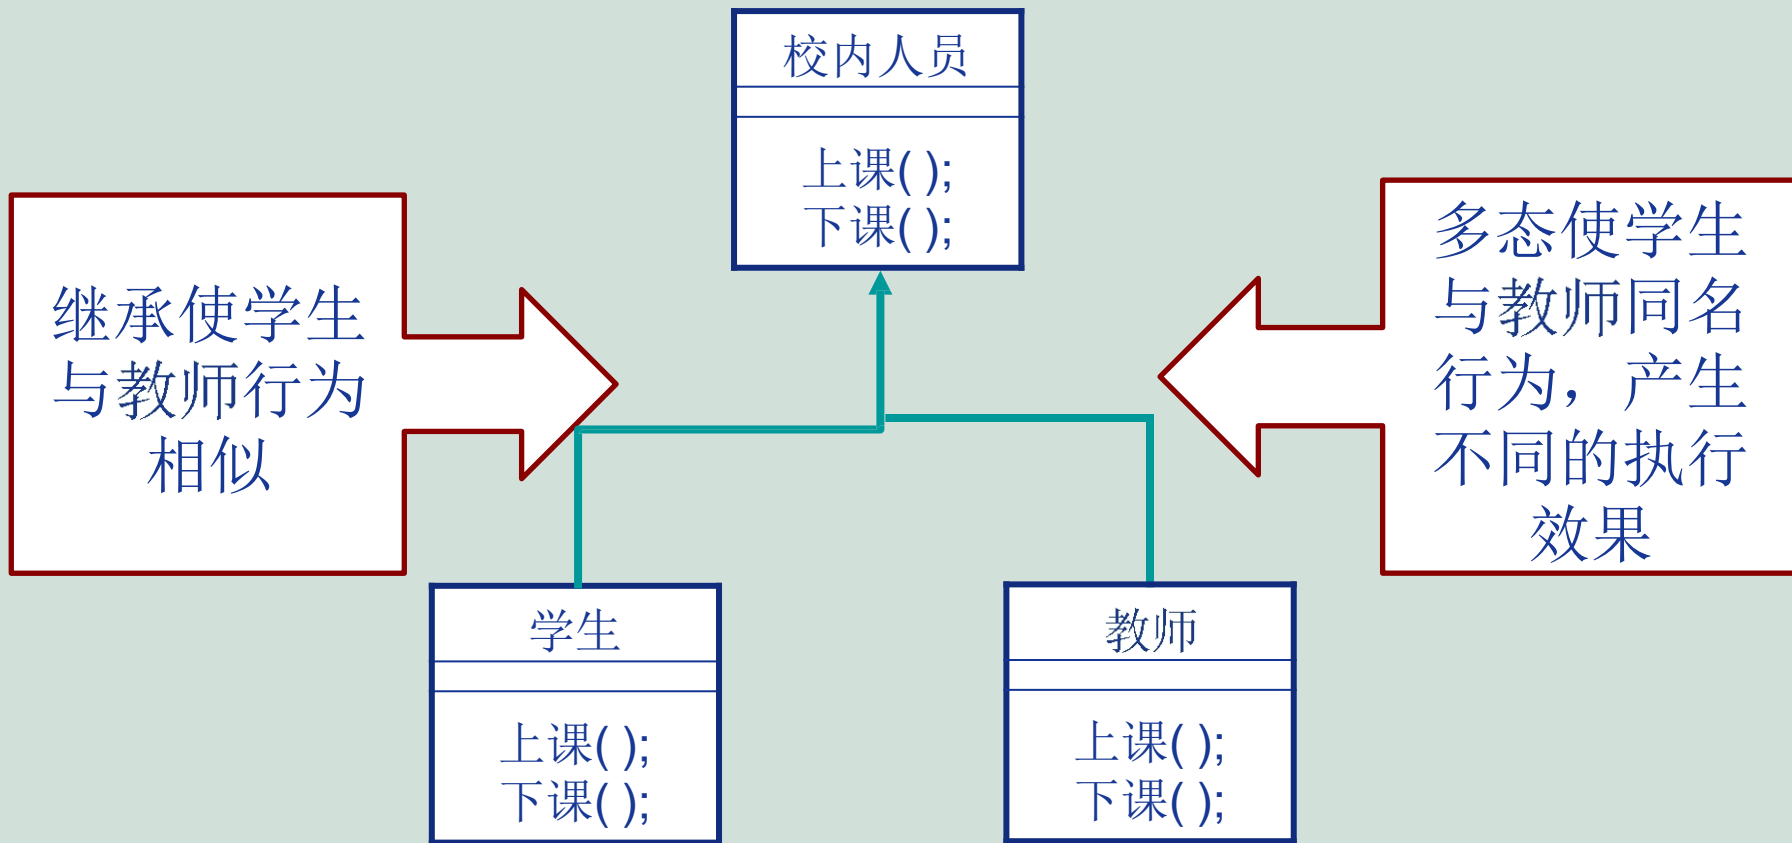 校内人员
上课( );
下课( );
继承使学生
与教师行为
相似
多态使学生
与教师同名
行为，产生
不同的执行
效果
学生
上课( );
下课( );
教师
上课( );
下课( );